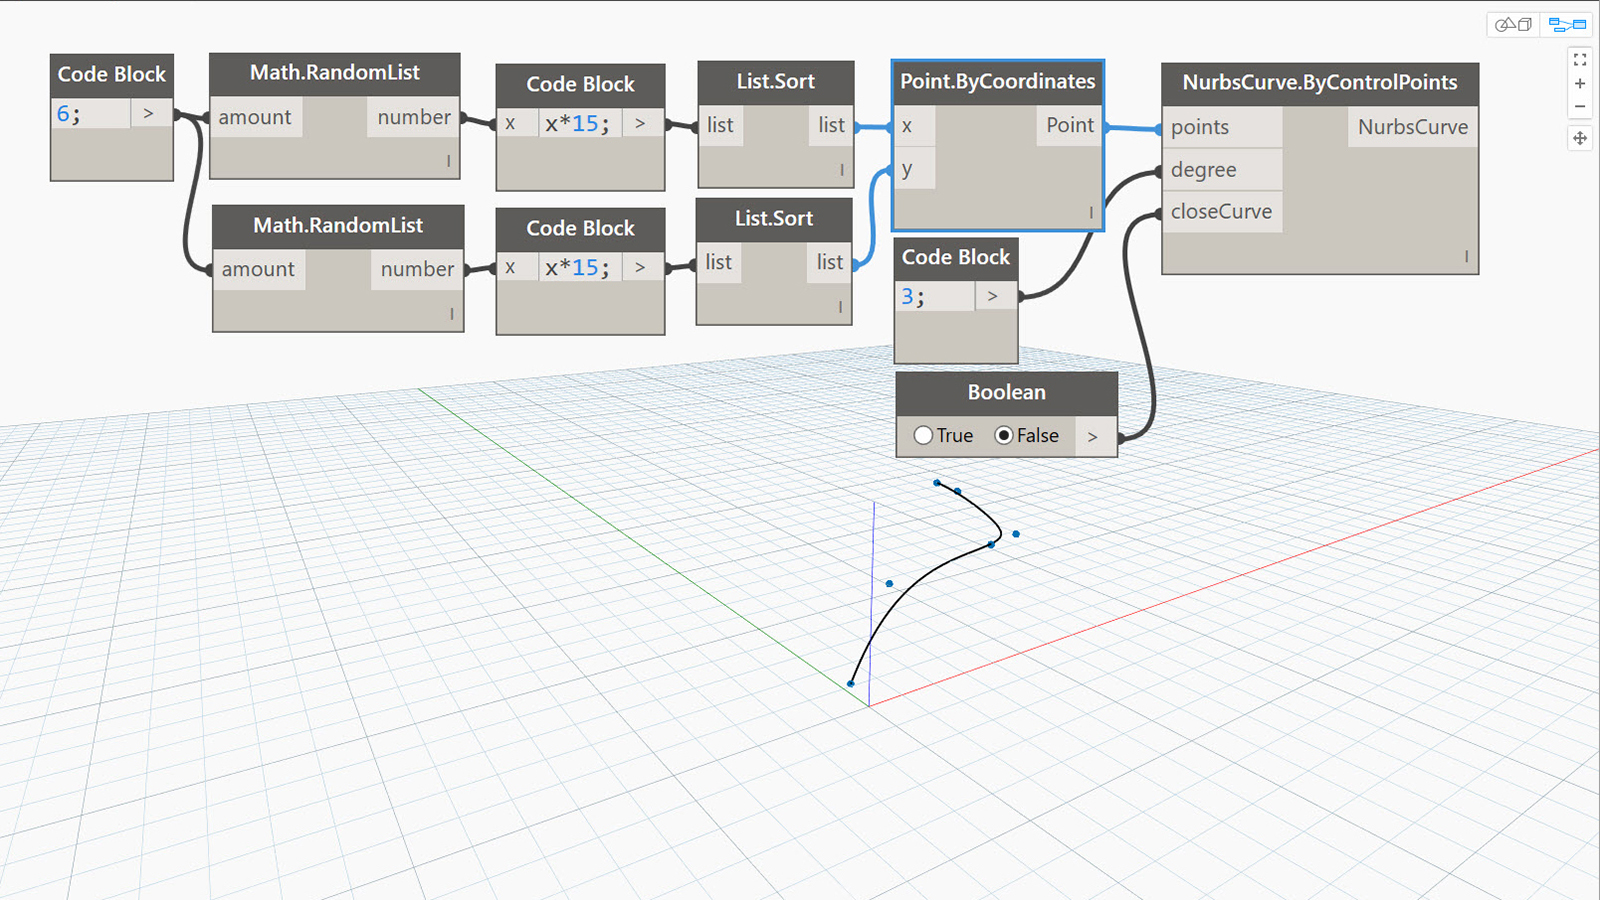 Code Block
6; >
Math.RandomList
amount number
l
Code Block
x x*15; >
List.Sort
list list
l
Point.ByCoordinates
x Point
y
l
NurbsCurve.ByControlPoints
points NurbsCurve
degree
closeCurve
l
Math.RandomList
amount number
l
Code Block
x x*15; >
List.Sort
list list
l
Code Block
3; >
Boolean
True False >